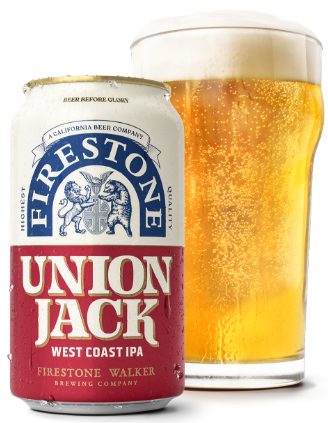 BEER BEFORE GLORY
A CALIFORNIA BEER COMPANY
FIRESTONE
HIGHEST
QUALITY
UNION
JACK
WEST COAST IPA
FIRESTONE WALKER
BREWING COMPANY